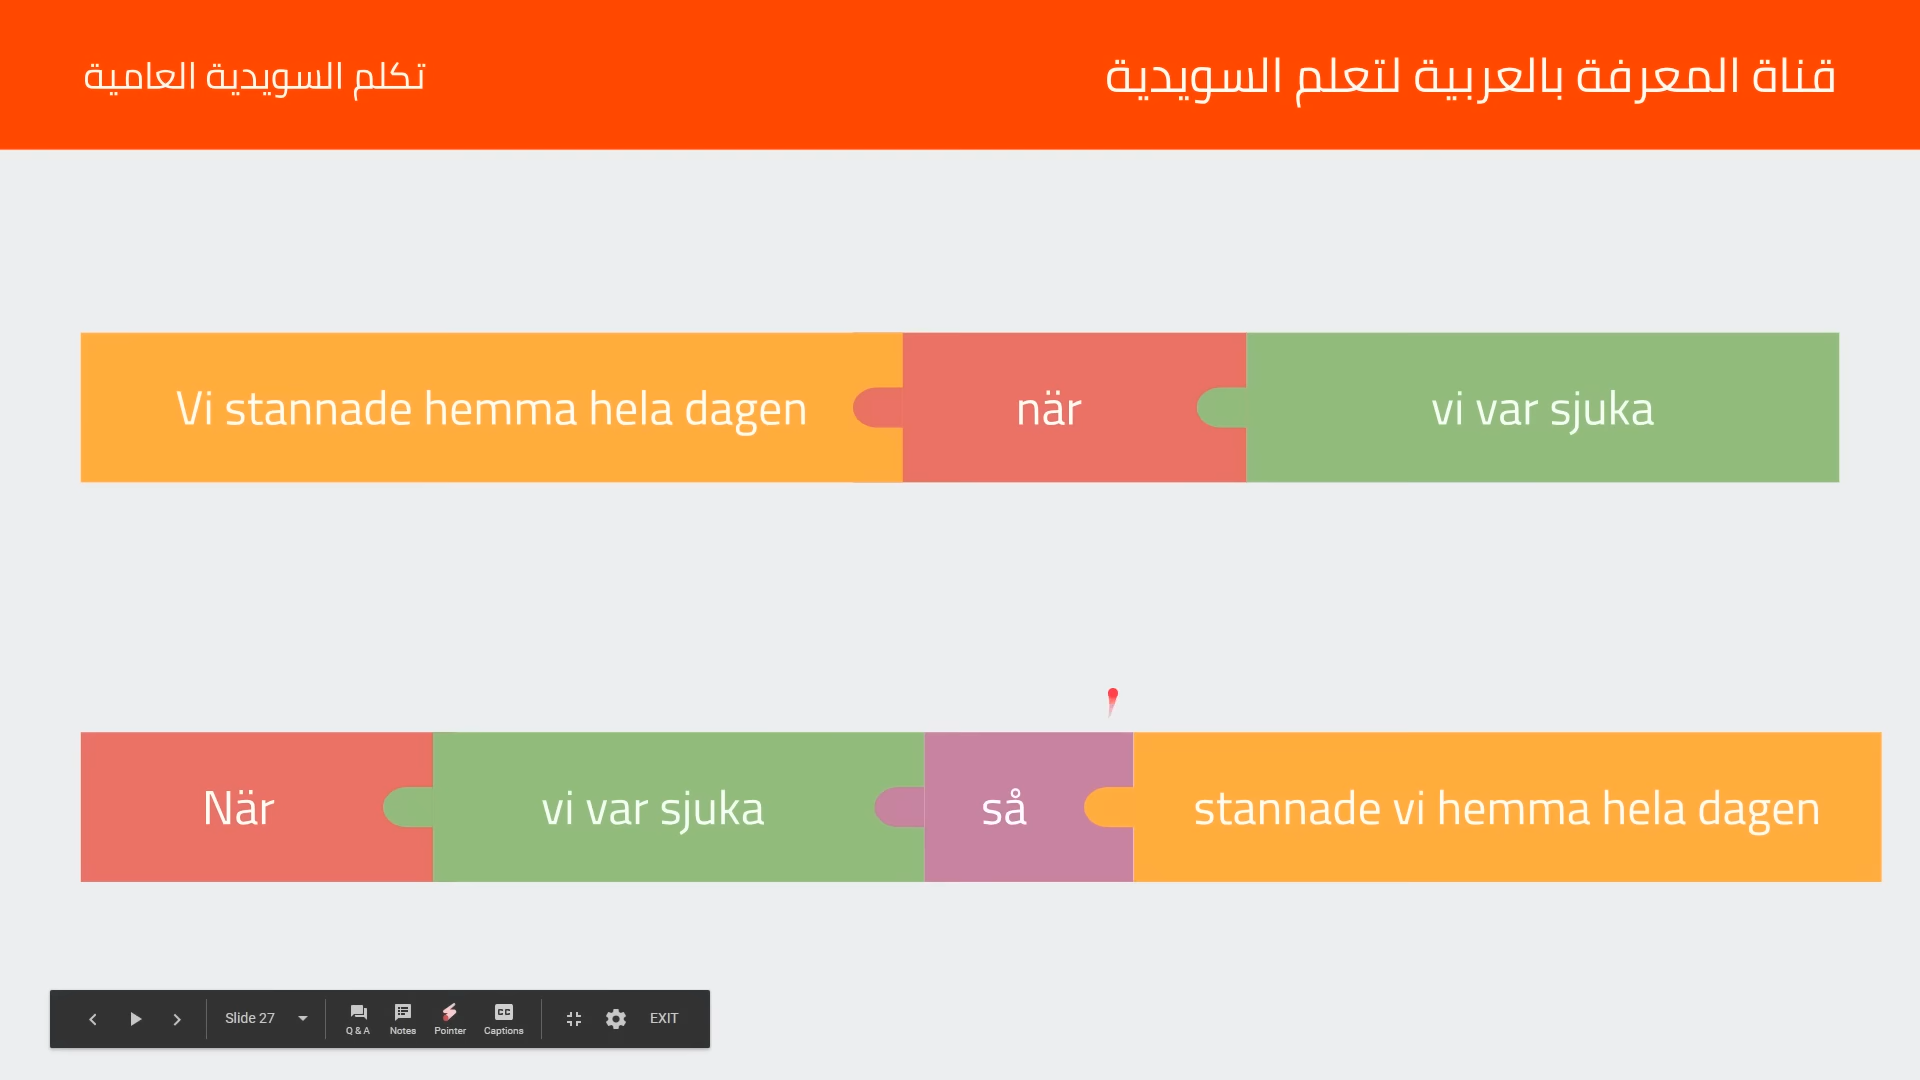 قناة المعرفة بالعربية لتعلم السويدية
تكلم السويدية العامية
Vi stannade hemma hela dagen när vi var sjuka
När vi var sjuka så stannade vi hemma hela dagen
Slide 27 Q & A Notes Pointer Captions EXIT